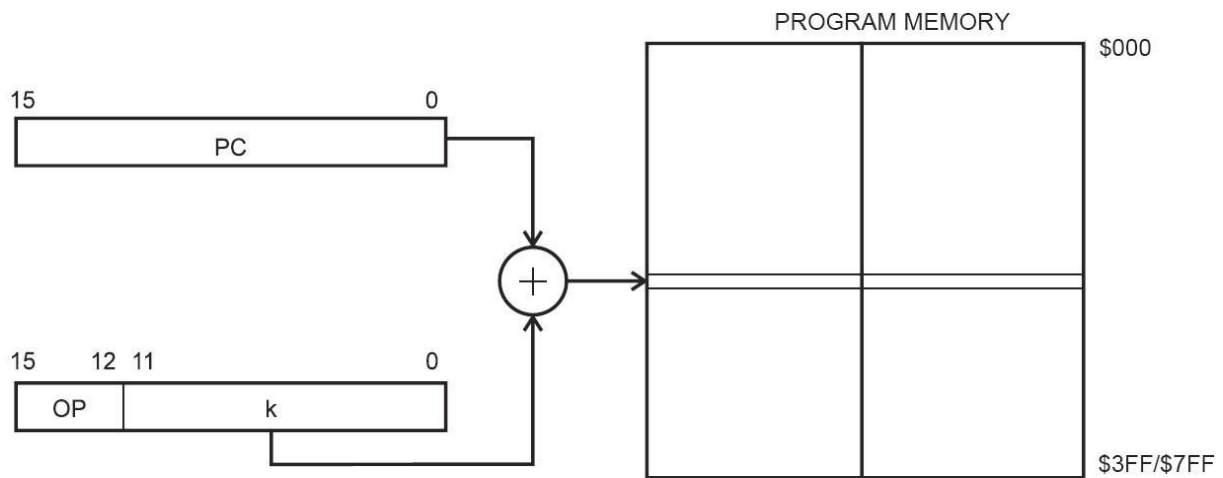 PROGRAM MEMORY
$000
15 0
PC
15 12 11 0
OP k
$3FF/$7FF